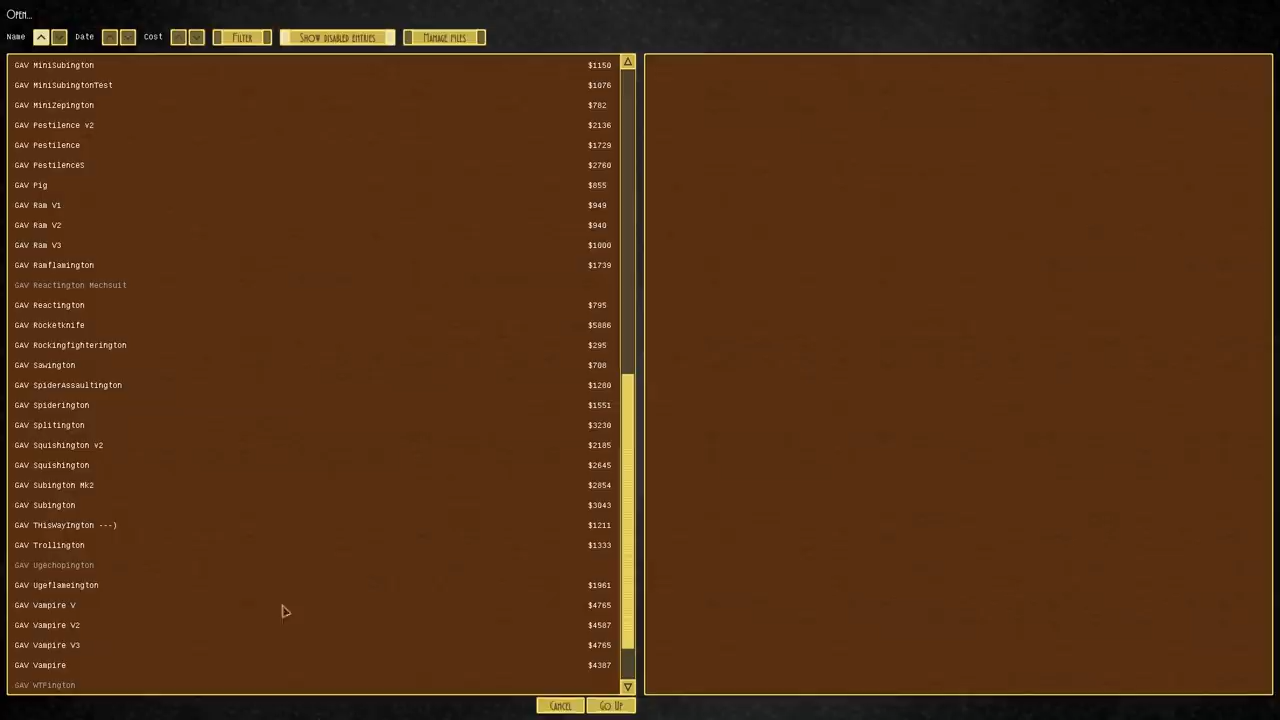 Open...
Name Date Cost Filter Show disabled entries Manage files
GAV MiniSubington $1150
GAV MiniSubingtonTest $1076
GAV MiniZepington $782
GAV Pestilence v2 $2136
GAV Pestilence $1729
GAV PestilenceS $2760
GAV Pig $855
GAV Ram V1 $949
GAV Ram V2 $940
GAV Ram V3 $1000
GAV Ramflamington $1739
GAV Reactington Mechsuit
GAV Reactington $795
GAV Rocketknife $5886
GAV Rockingfighterington $295
GAV Sawington $708
GAV SpiderAssaultington $1280
GAV Spiderington $1551
GAV Splitington $3230
GAV Squishington v2 $2185
GAV Squishington $2645
GAV Subington Mk2 $2854
GAV Subington $3043
GAV THisWayIngton ---) $1211
GAV Trollington $1333
GAV Ugechopington
GAV Ugeflameington $1961
GAV Vampire V $4765
GAV Vampire V2 $4587
GAV Vampire V3 $4765
GAV Vampire $4387
GAV WTFington
Cancel Go Up